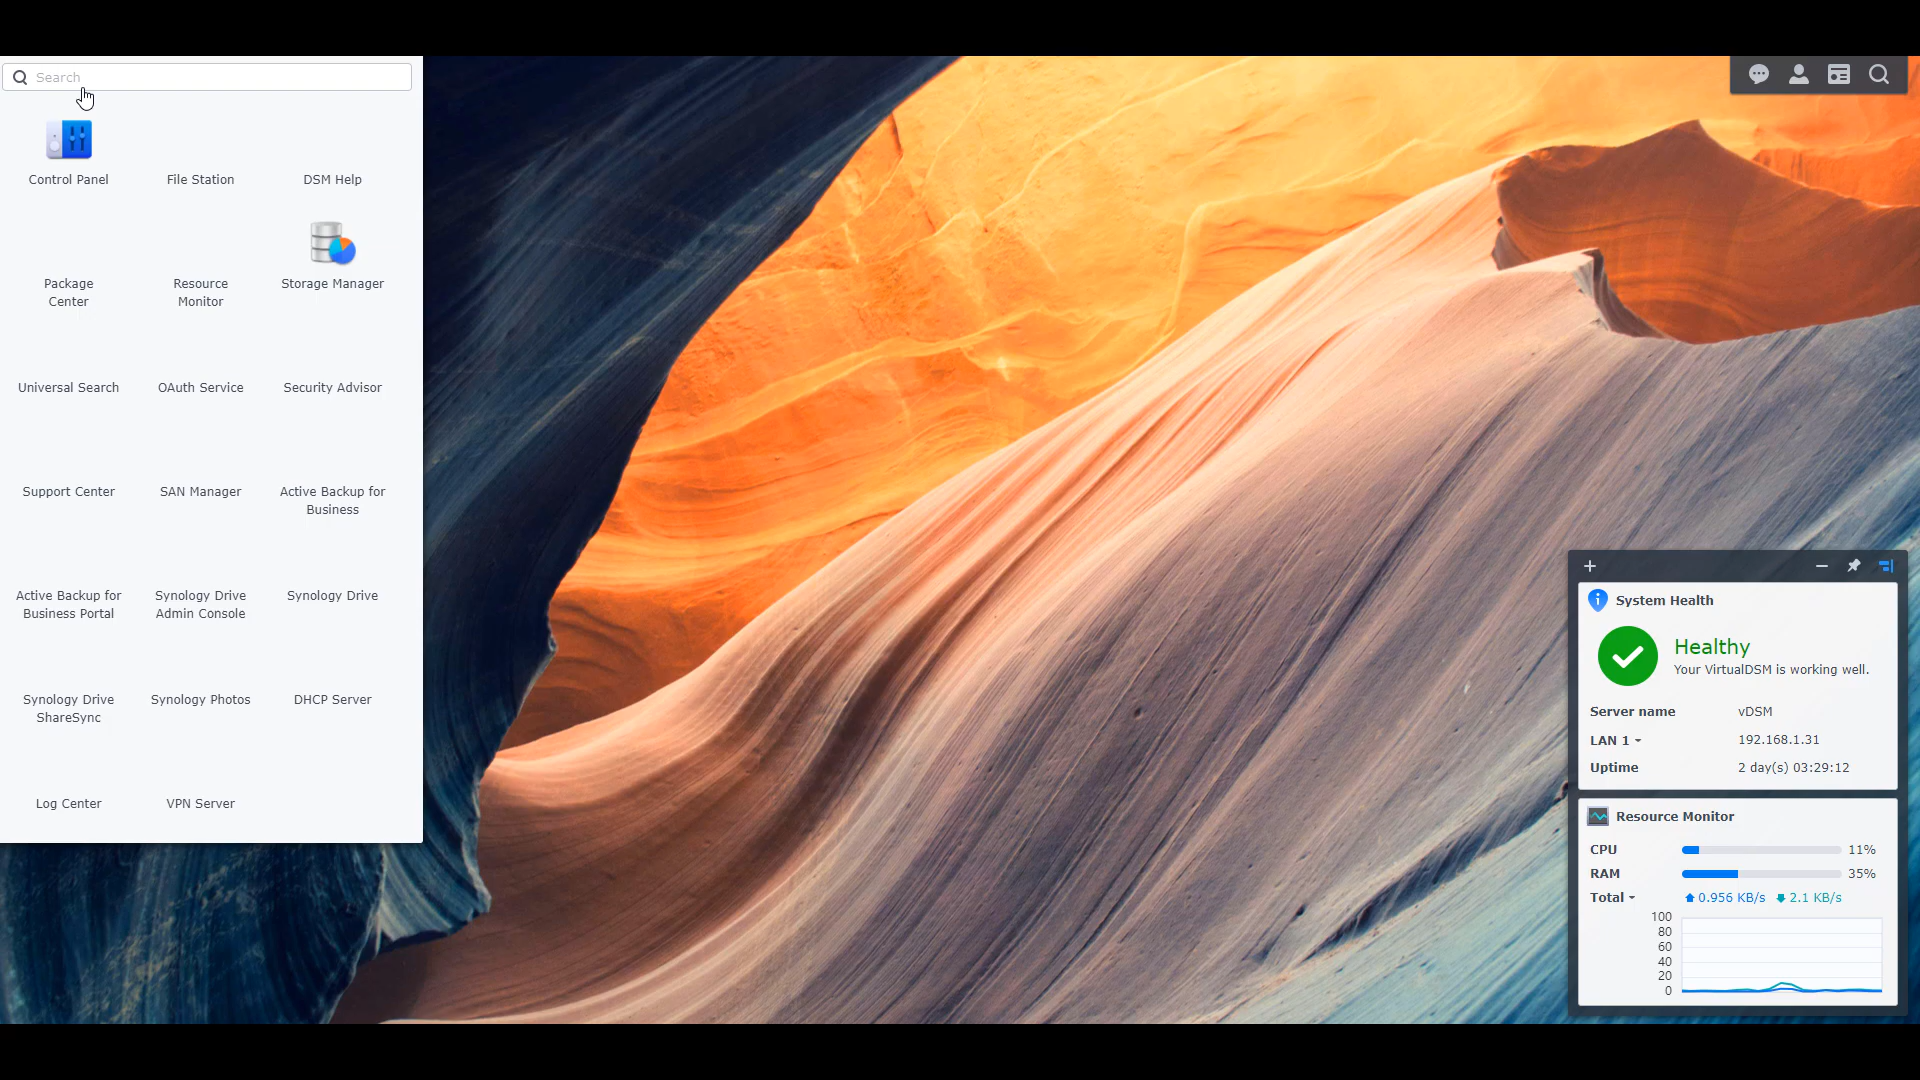 Search
Control Panel
File Station
DSM Help
Package
Center
Resource
Monitor
Storage Manager
Universal Search
OAuth Service
Security Advisor
Support Center
SAN Manager
Active Backup for
Business
Active Backup for
Business Portal
Synology Drive
Admin Console
Synology Drive
Synology Drive
ShareSync
Synology Photos
DHCP Server
Log Center
VPN Server
System Health
Healthy
Your VirtualDSM is working well.
Server name vDSM
LAN 1 192.168.1.31
Uptime 2 day(s) 03:29:12
Resource Monitor
CPU 11%
RAM 35%
Total 0.956 KB/s 2.1 KB/s
100
80
60
40
20
0